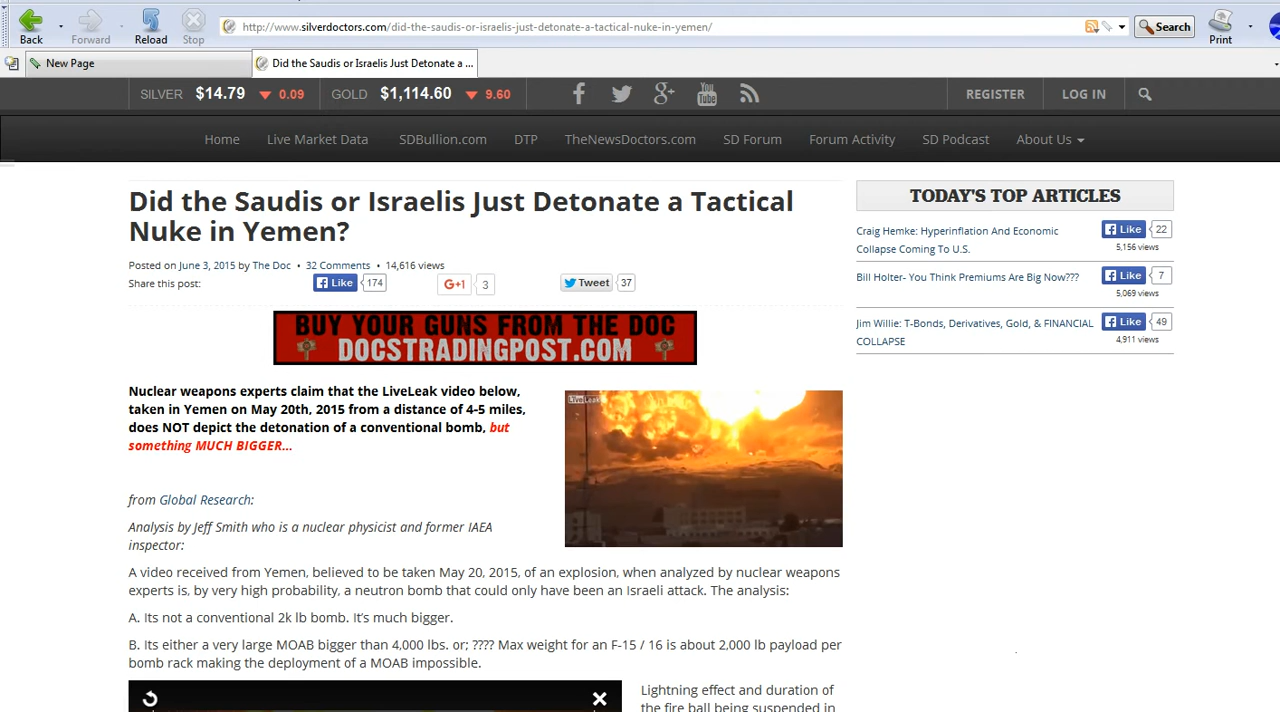 Back
Forward
Reload
Stop
http://www.silverdoctors.com/did-the-saudis-or-israelis-just-detonate-a-tactical-nuke-in-yemen/
Search
Print
New Page
Did the Saudis or Israelis Just Detonate a ...
SILVER $14.79 0.09 GOLD $1,114.60 9.60
You Tube
REGISTER LOG IN
Home Live Market Data SDBullion.com DTP TheNewsDoctors.com SD Forum Forum Activity SD Podcast About Us
Did the Saudis or Israelis Just Detonate a Tactical
Nuke in Yemen?
Posted on June 3, 2015 by The Doc • 32 Comments • 14,616 views
Share this post: Like 174 G+1 3 Tweet 37
BUY YOUR GUNS FROM THE DOC
DOCSTRADINGPOST.COM
Nuclear weapons experts claim that the LiveLeak video below,
taken in Yemen on May 20th, 2015 from a distance of 4-5 miles,
does NOT depict the detonation of a conventional bomb, but
something MUCH BIGGER...
LiveLeak
from Global Research:
Analysis by Jeff Smith who is a nuclear physicist and former IAEA
inspector:
A video received from Yemen, believed to be taken May 20, 2015, of an explosion, when analyzed by nuclear weapons
experts is, by very high probability, a neutron bomb that could only have been an Israeli attack. The analysis:
A. Its not a conventional 2k lb bomb. It's much bigger.
B. Its either a very large MOAB bigger than 4,000 lbs. or; ???? Max weight for an F-15 / 16 is about 2,000 lb payload per
bomb rack making the deployment of a MOAB impossible.
Lightning effect and duration of
the fire ball being suspended in
TODAY'S TOP ARTICLES
Craig Hemke: Hyperinflation And Economic
Collapse Coming To U.S.
Like 22
5,156 views
Bill Holter- You Think Premiums Are Big Now???
Like 7
5,069 views
Jim Willie: T-Bonds, Derivatives, Gold, & FINANCIAL
COLLAPSE
Like 49
4,911 views